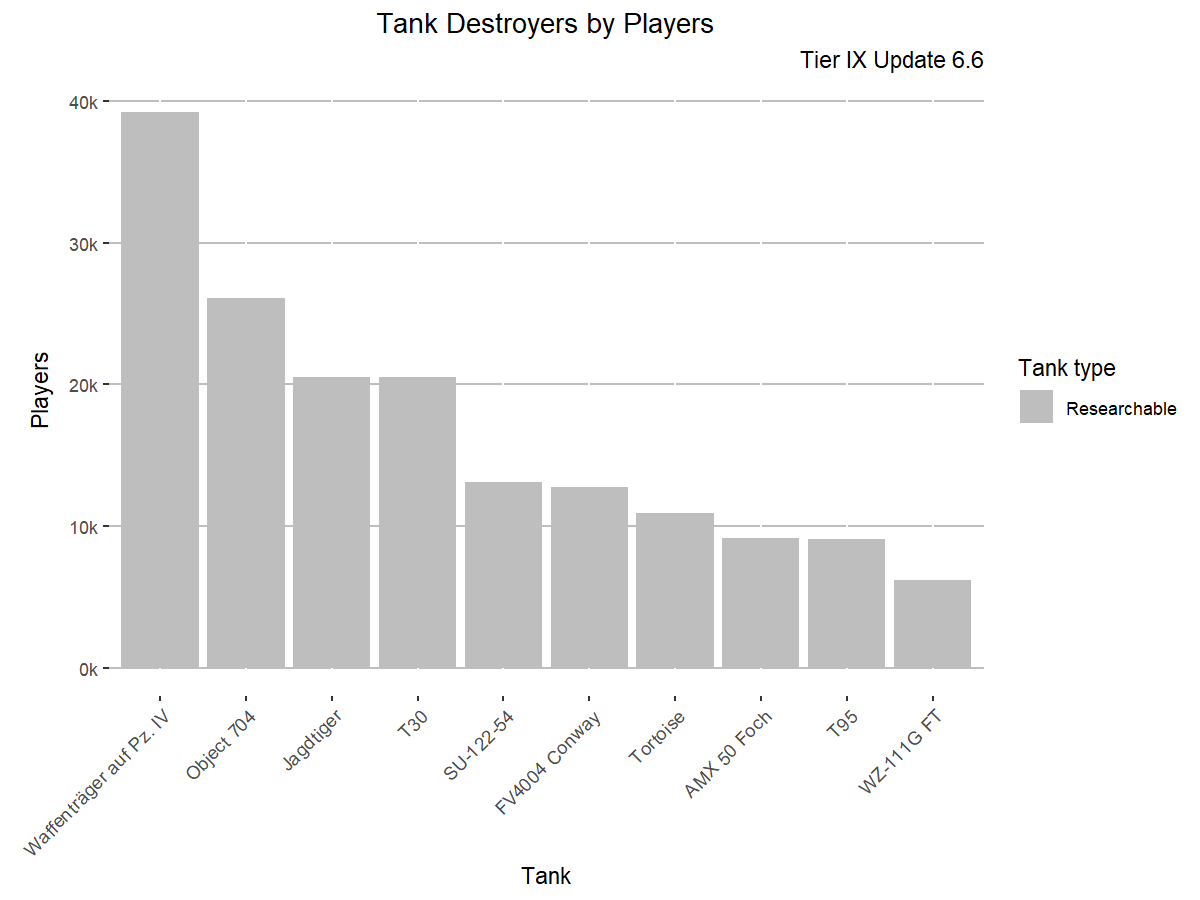 Tank Destroyers by Players
Tier IX Update 6.6
40k
30k
20k
10k
0k
Players
Waffenträger auf Pz. IV
Object 704
Jagdtiger
T30
SU-122-54
FV4004 Conway
Tortoise
AMX 50 Foch
T95
WZ-111G FT
Tank
Tank type
Researchable